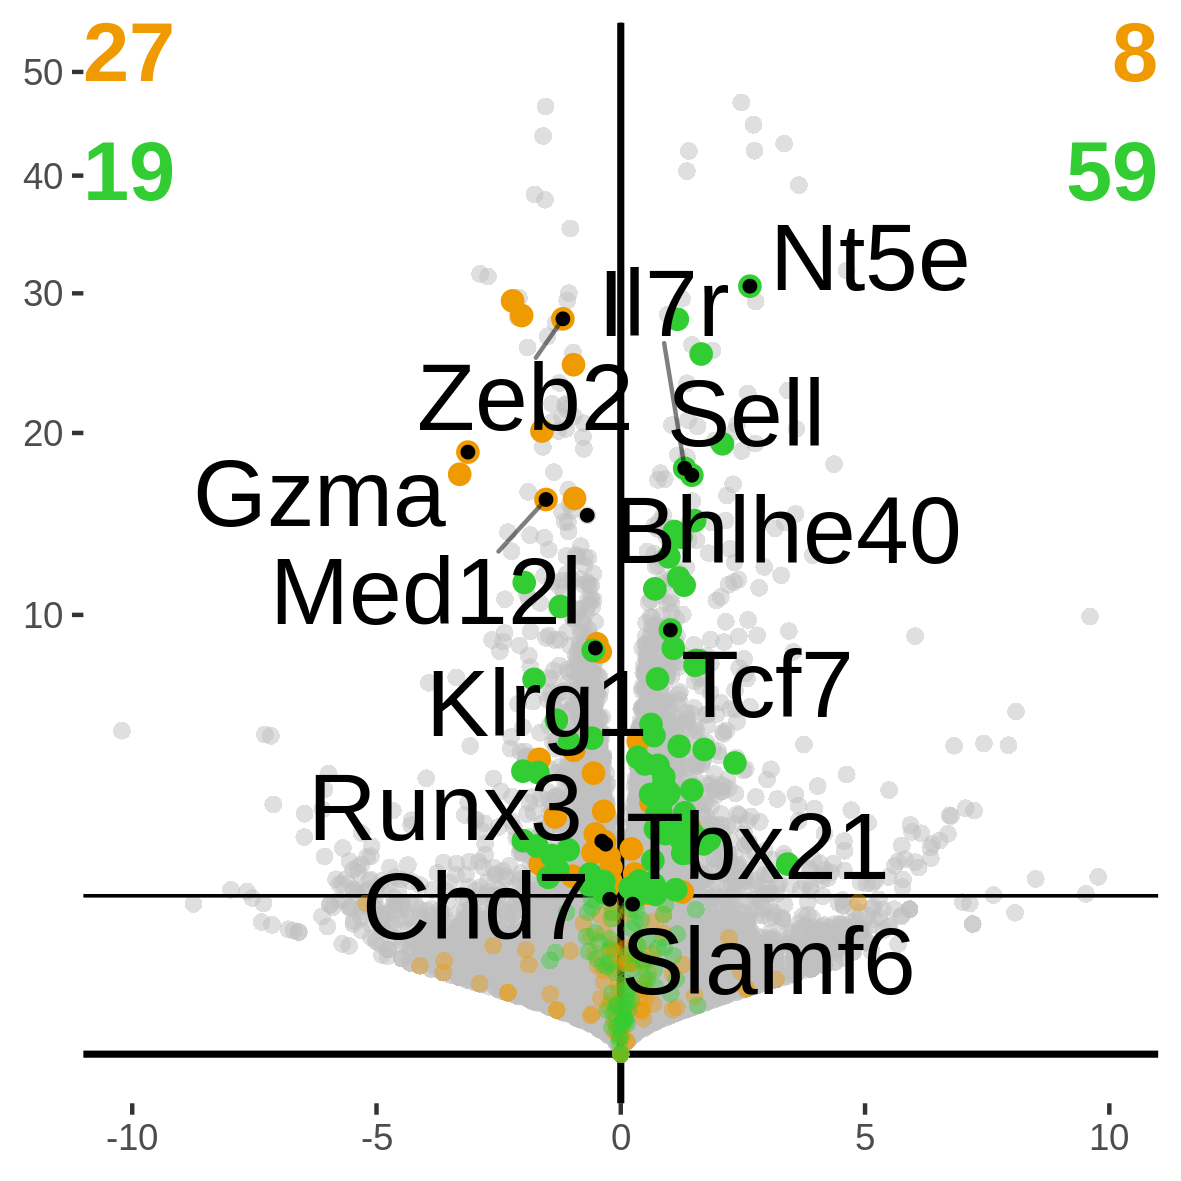 27
8
50
19
59
40
Nt5e
30
Il7r
Zeb2
Sell
20
Gzma
Bhlhe40
Med12l
10
Tcf7
Klrg1
Runx3
Tbx21
Chd7
Slamf6
-10
-5
0
5
10